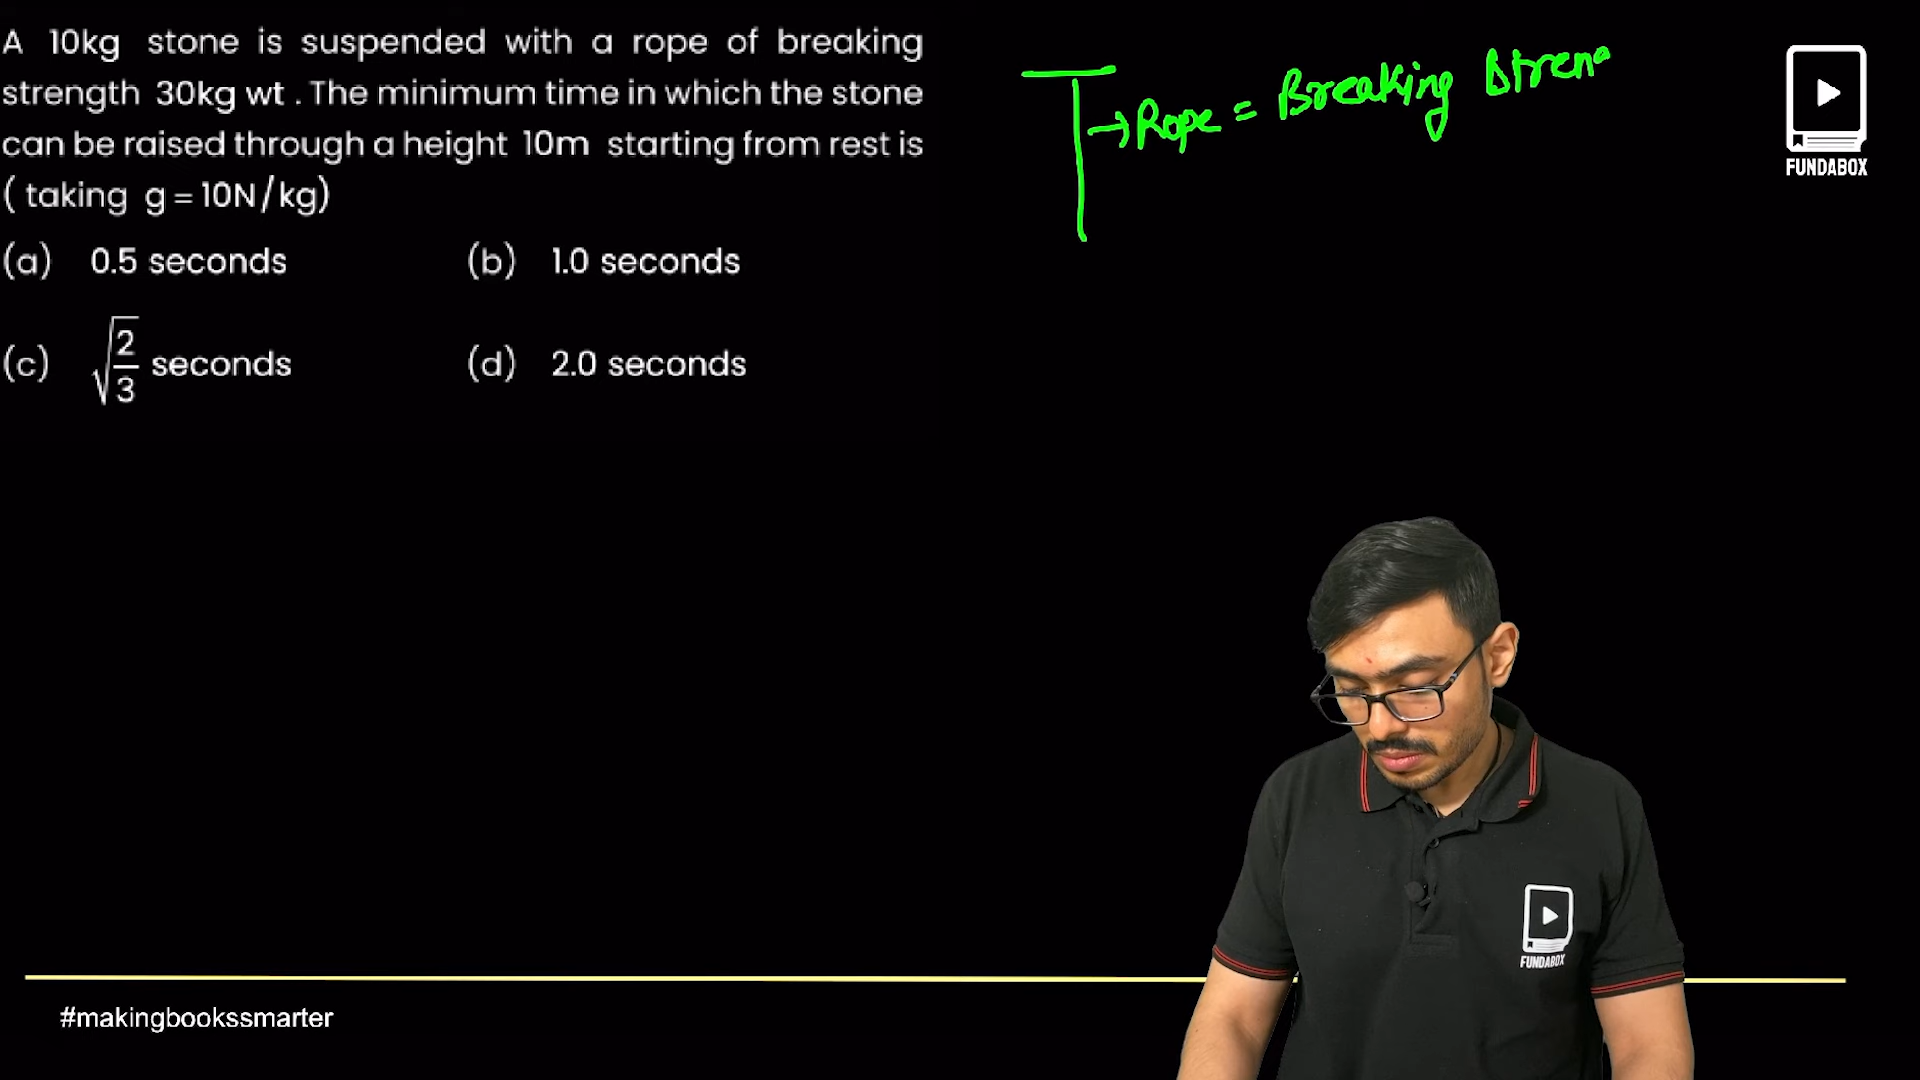 A 10kg stone is suspended with a rope of breaking
strength 30kg wt . The minimum time in which the stone
can be raised through a height 10m starting from rest is
( taking g = 10N/kg)
(a) 0.5 seconds (b) 1.0 seconds
(c) √(2/3) seconds (d) 2.0 seconds
→ Rope = Breaking Stren
FUNDABOX
FUNDABOX
#makingbookssmarter